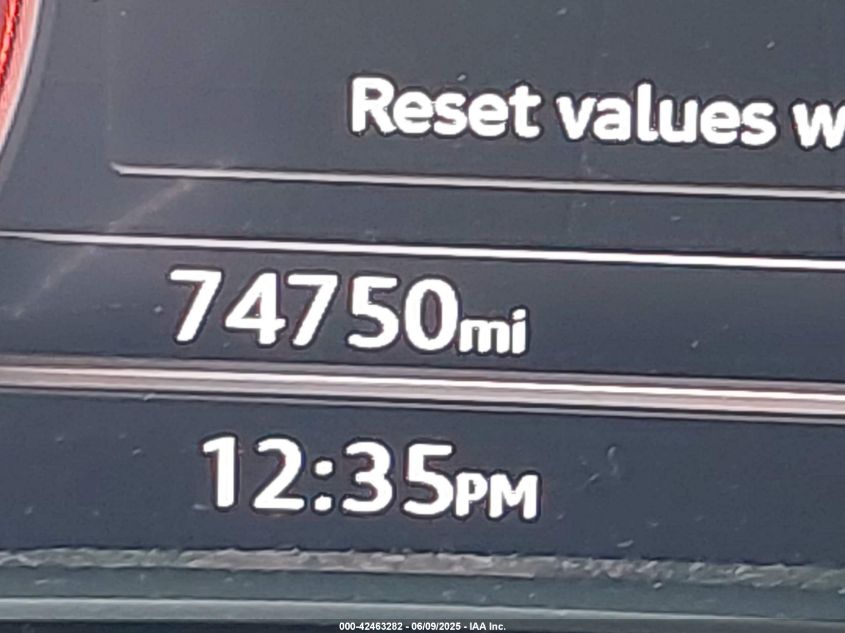 Reset values
74750mi
12:35PM
000-42463282 - 06/09/2025 - IAA Inc.